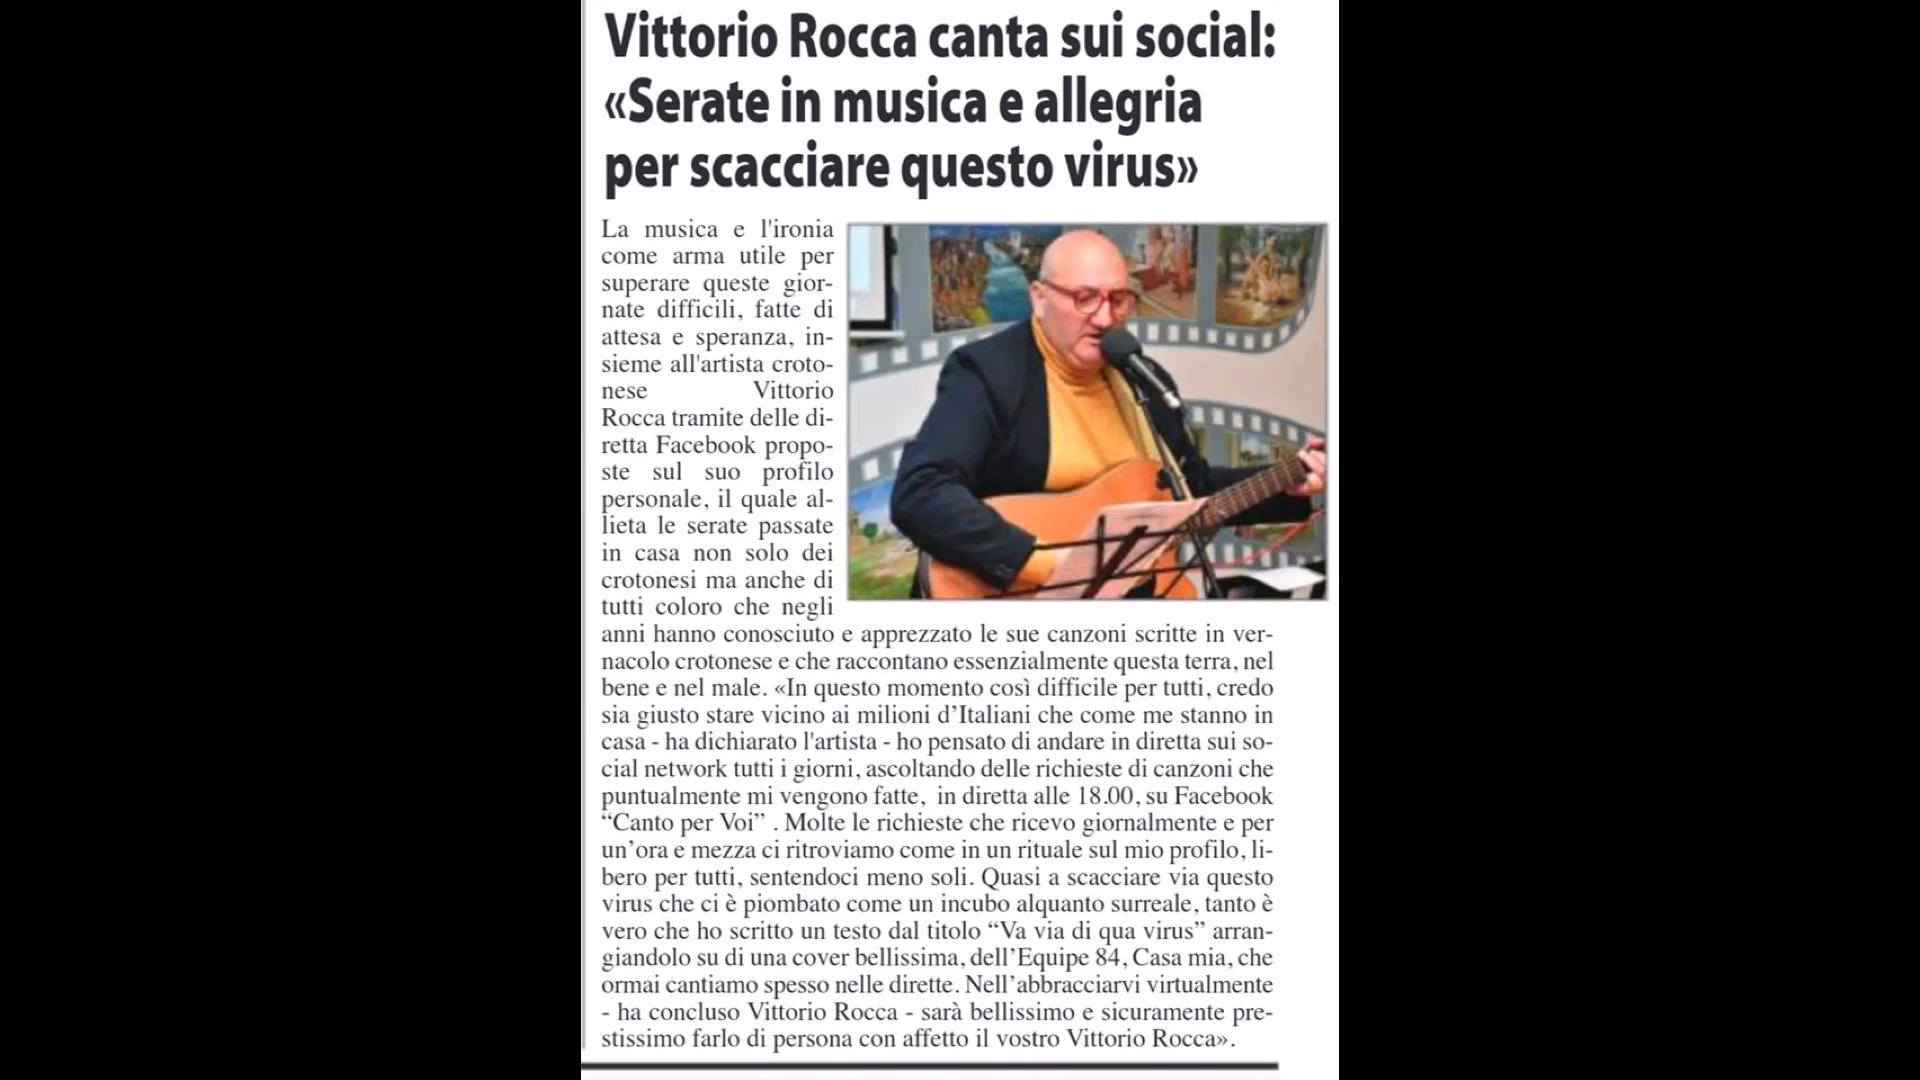 Vittorio Rocca canta sui social:
«Serate in musica e allegria
per scacciare questo virus»
La musica e l'ironia
come arma utile per
superare queste gior-
nate difficili, fatte di
attesa e speranza, in-
sieme all'artista croto-
nese Vittorio
Rocca tramite delle di-
retta Facebook propo-
ste sul suo profilo
personale, il quale al-
lieta le serate passate
in casa non solo dei
crotonesi ma anche di
tutti coloro che negli
anni hanno conosciuto e apprezzato le sue canzoni scritte in ver-
nacolo crotonese e che raccontano essenzialmente questa terra, nel
bene e nel male. «In questo momento così difficile per tutti, credo
sia giusto stare vicino ai milioni d’Italiani che come me stanno in
casa - ha dichiarato l'artista - ho pensato di andare in diretta sui so-
cial network tutti i giorni, ascoltando delle richieste di canzoni che
puntualmente mi vengono fatte, in diretta alle 18.00, su Facebook
“Canto per Voi” . Molte le richieste che ricevo giornalmente e per
un’ora e mezza ci ritroviamo come in un rituale sul mio profilo, li-
bero per tutti, sentendoci meno soli. Quasi a scacciare via questo
virus che ci è piombato come un incubo alquanto surreale, tanto è
vero che ho scritto un testo dal titolo “Va via di qua virus” arran-
giandolo su di una cover bellissima, dell’Equipe 84, Casa mia, che
ormai cantiamo spesso nelle dirette. Nell’abbracciarvi virtualmente
- ha concluso Vittorio Rocca - sarà bellissimo e sicuramente pre-
stissimo farlo di persona con affetto il vostro Vittorio Rocca».